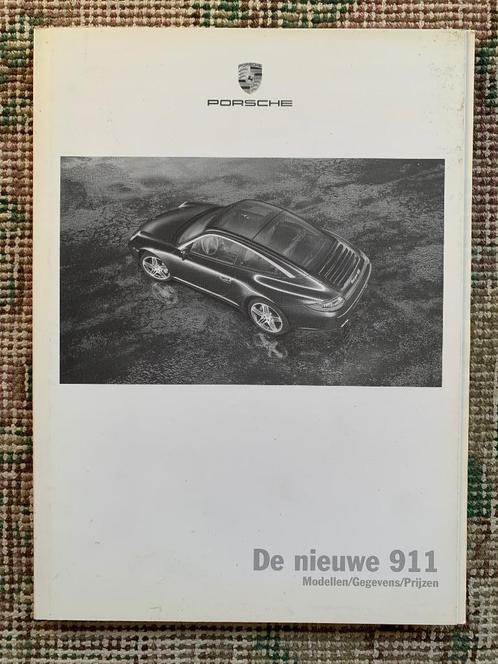 PORSCHE
De nieuwe 911
Modellen/Gegevens/Prijzen